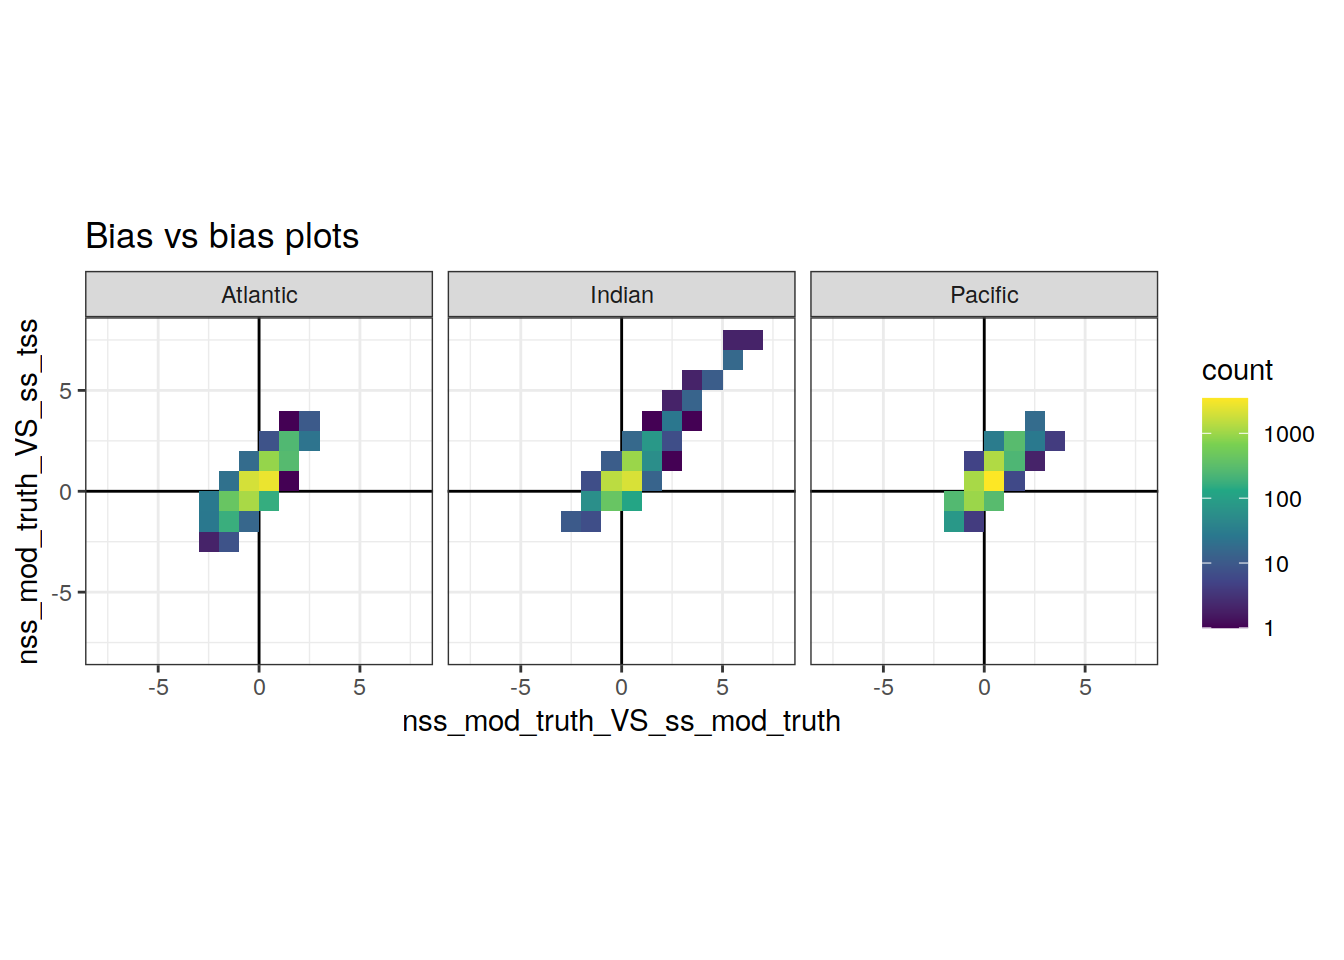 Bias vs bias plots
Atlantic
Indian
Pacific
nss_mod_truth_VS_ss_tss
5
0
-5
-5
0
5
-5
0
5
-5
0
5
nss_mod_truth_VS_ss_mod_truth
count
1000
100
10
1